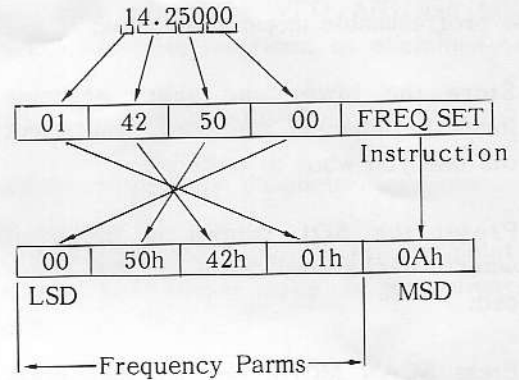 14.25000
01 42 50 00 FREQ SET
Instruction
00 50h 42h 01h 0Ah
LSD MSD
Frequency Parms